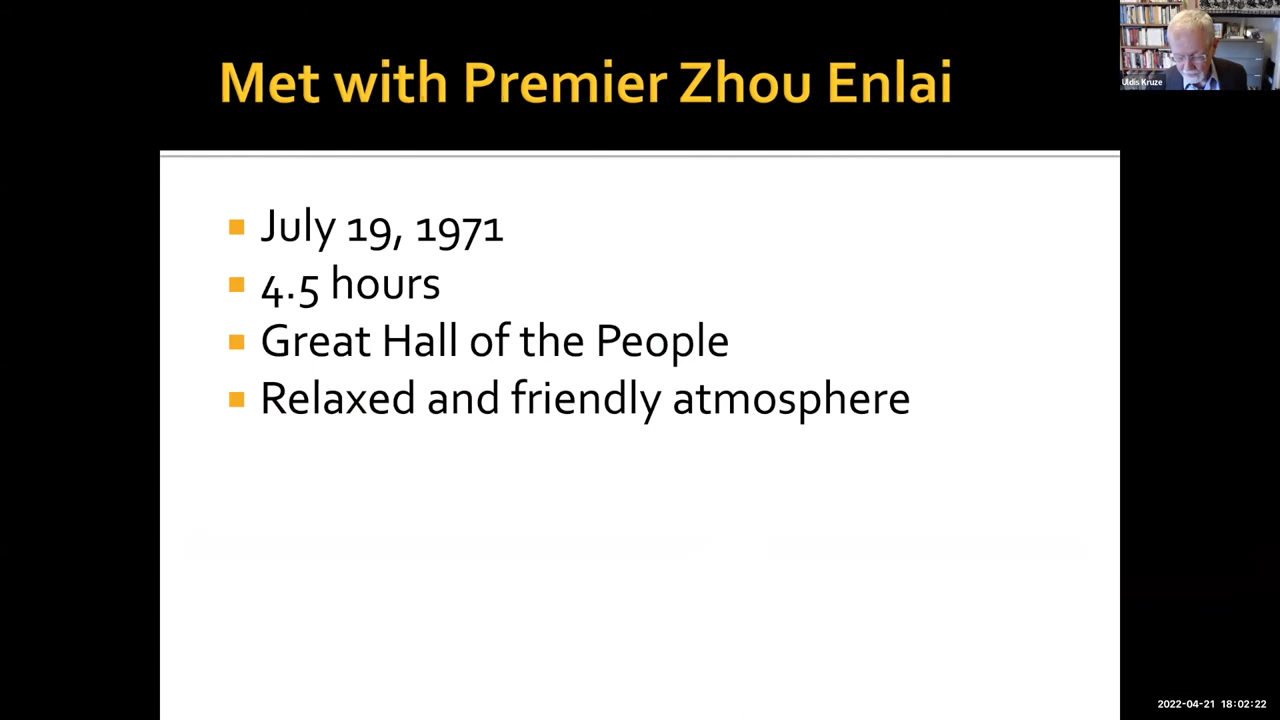 Met with Premier Zhou Enlai
Uldis Kruze
July 19, 1971
4.5 hours
Great Hall of the People
Relaxed and friendly atmosphere
2022-04-21 18:02:22